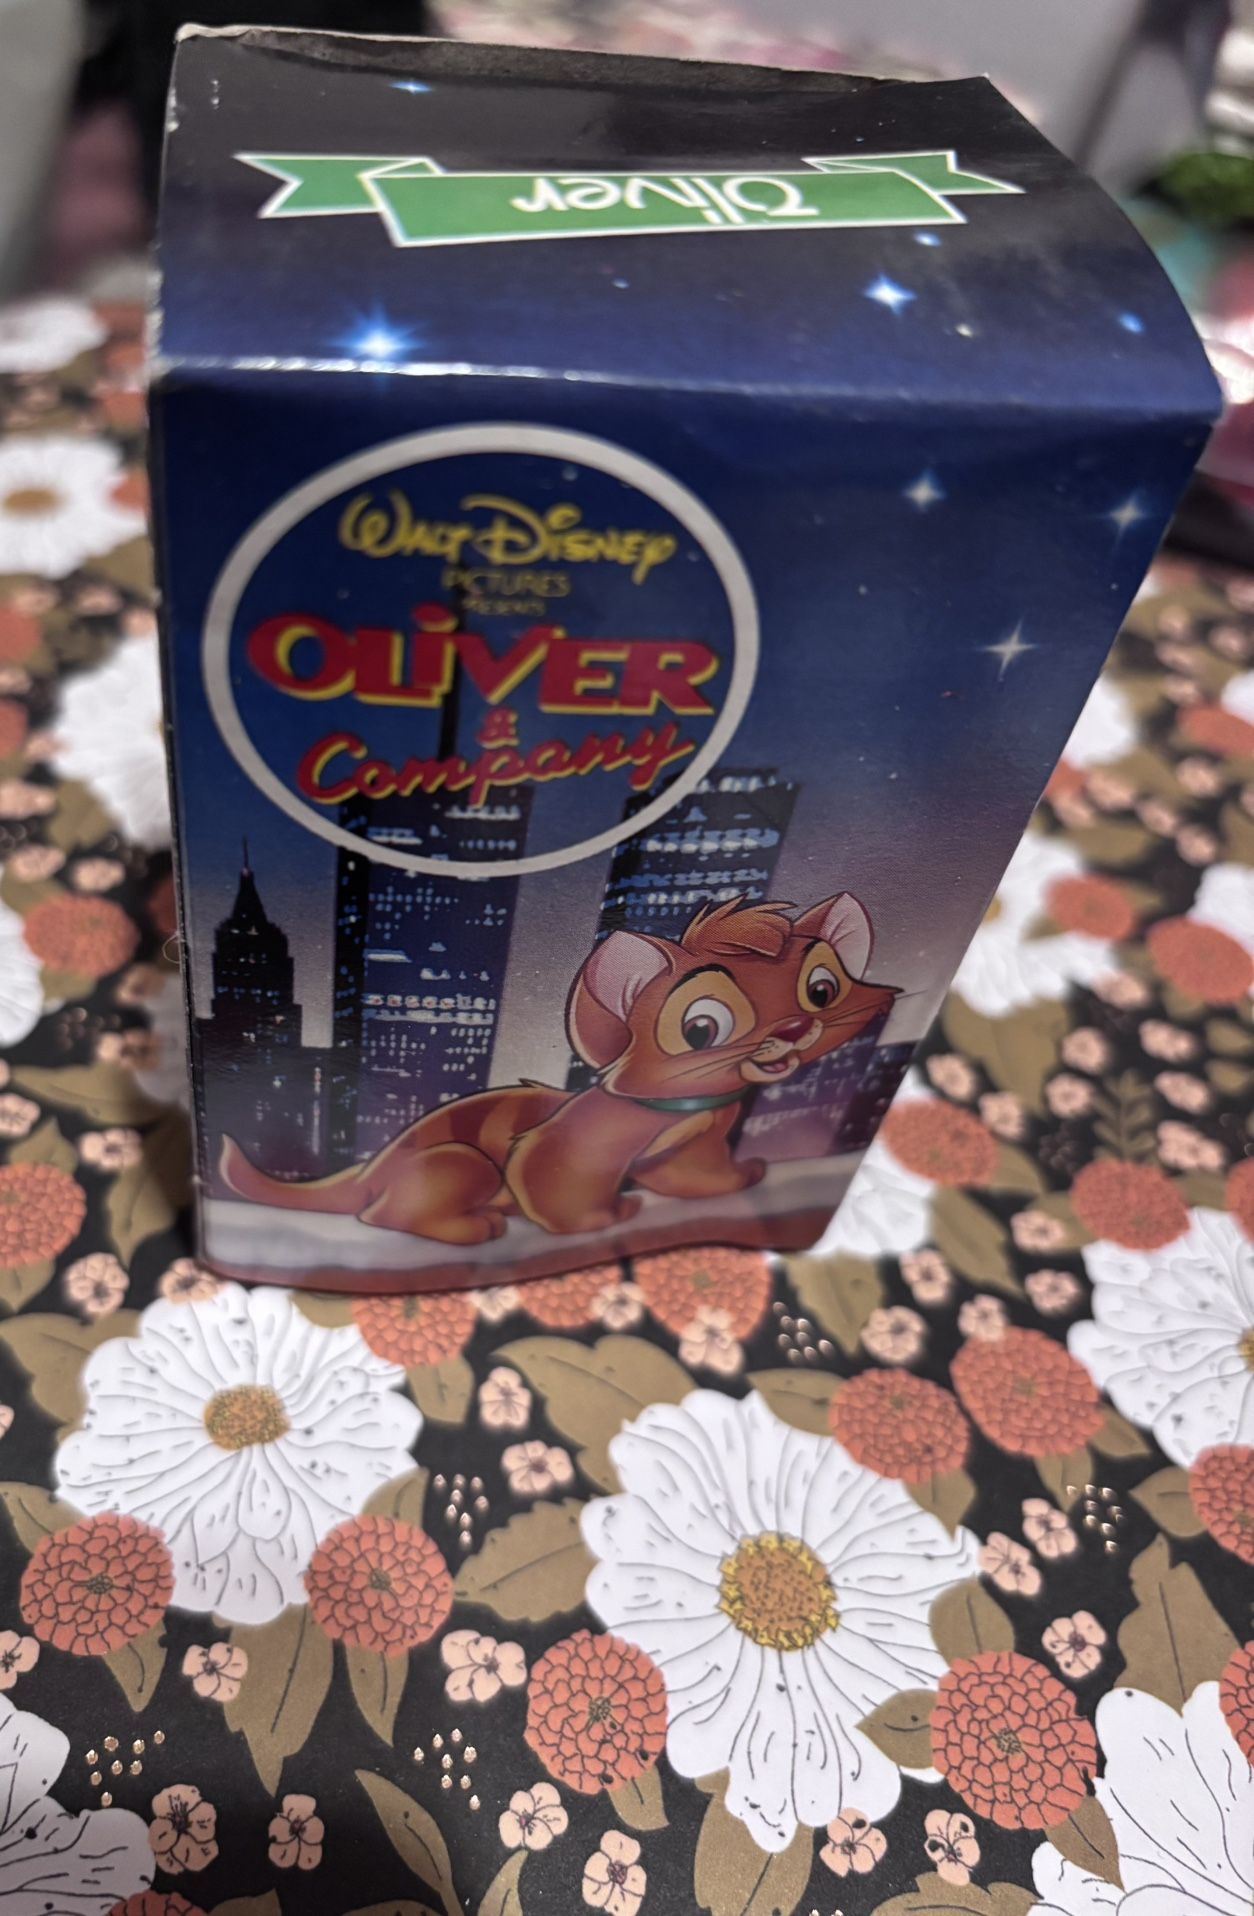 Oliver
WALT DISNEY
PICTURES
PRESENTS
OLIVER
&
Company